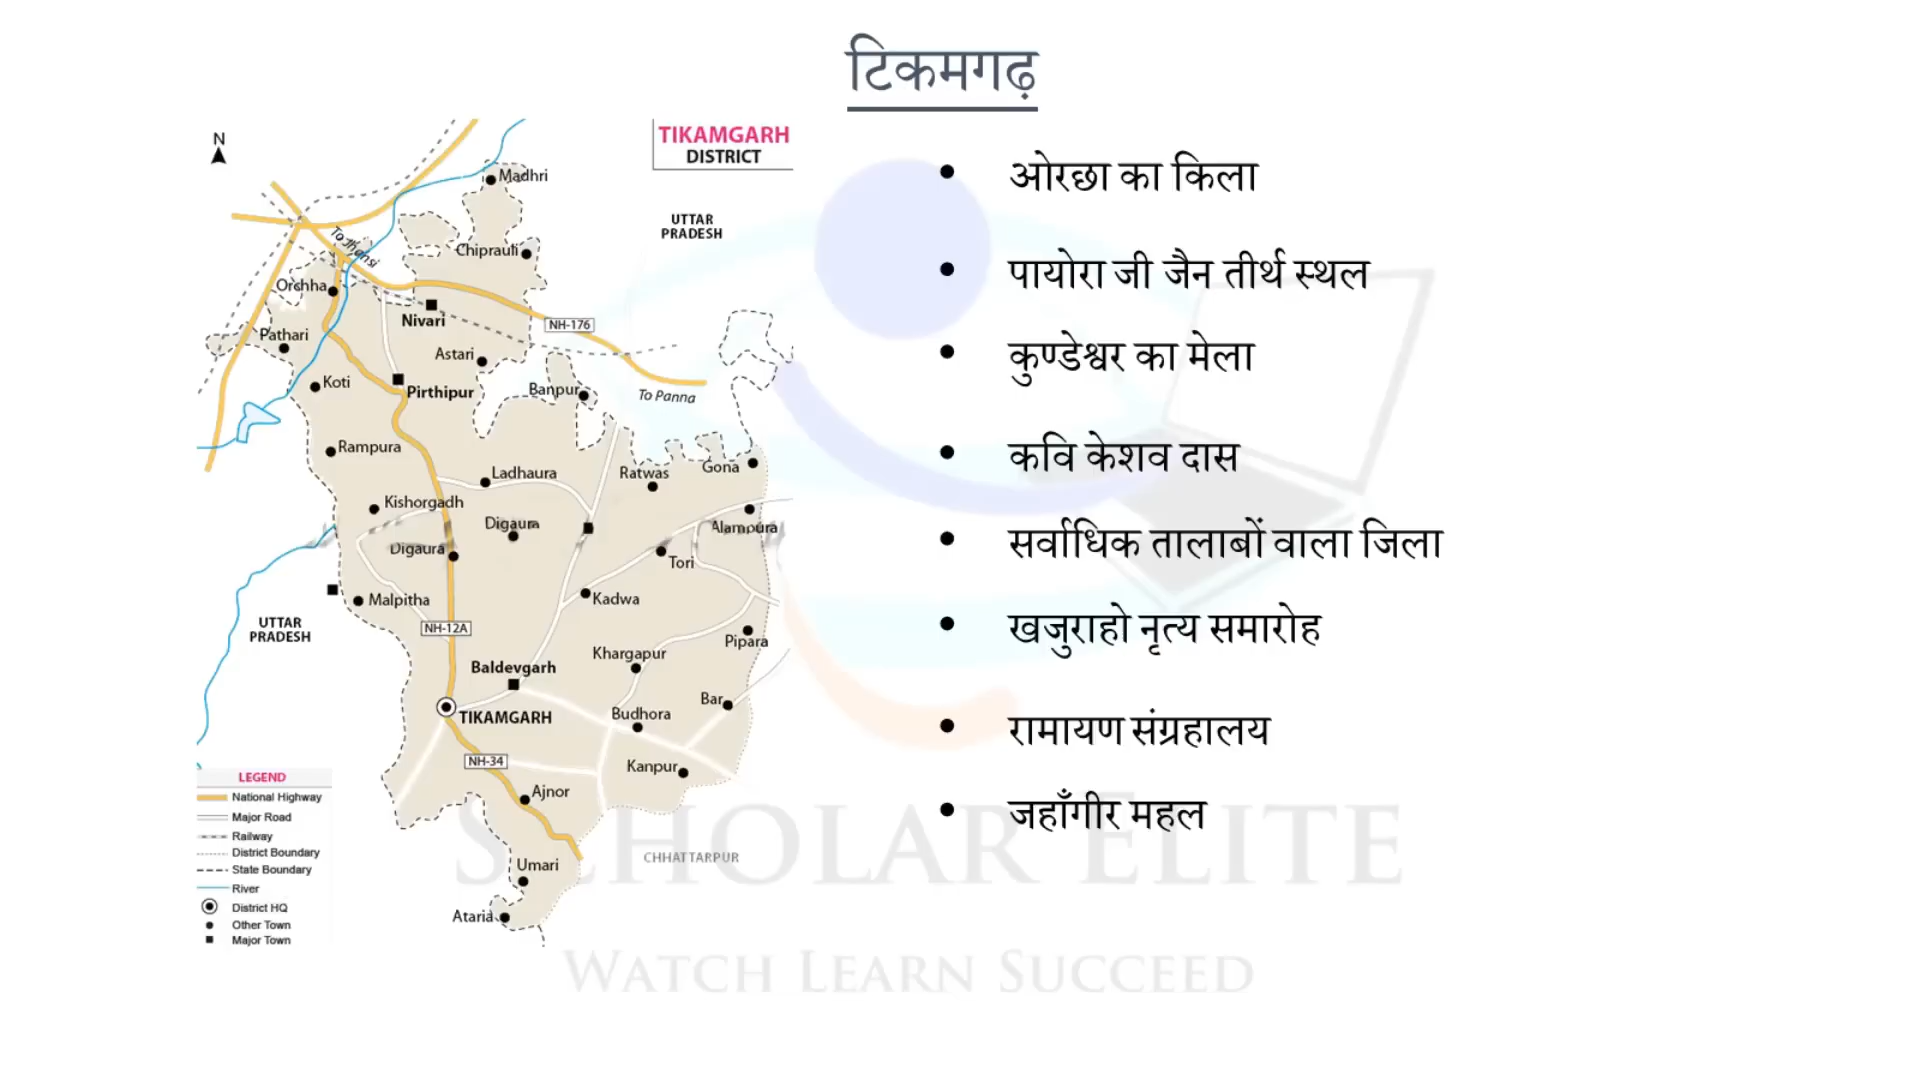 टिकमगढ़
N
TIKAMGARH
DISTRICT
Madhri
UTTAR
PRADESH
To Jhansi
Chiprauli
Orchha
Nivari
NH-176
Pathari
Astari
Koti
Pirthipur
Banpur
To Panna
Rampura
Ladhaura
Ratwas
Gona
Kishorgadh
Digaura
Alampura
Digaura
Tori
Malpitha
Kadwa
UTTAR
PRADESH
NH-12A
Pipara
Khargapur
Baldevgarh
Bar
TIKAMGARH
Budhora
NH-34
Kanpur
Ajnor
Umari
CHHATTARPUR
Ataria
LEGEND
National Highway
Major Road
Railway
District Boundary
State Boundary
River
District HQ
Other Town
Major Town
• ओरछा का किला
• पायोरा जी जैन तीर्थ स्थल
• कुण्डेश्वर का मेला
• कवि केशव दास
• सर्वाधिक तालाबों वाला जिला
• खजुराहो नृत्य समारोह
• रामायण संग्रहालय
• जहाँगीर महल
SCHOLAR ELITE
WATCH LEARN SUCCEED